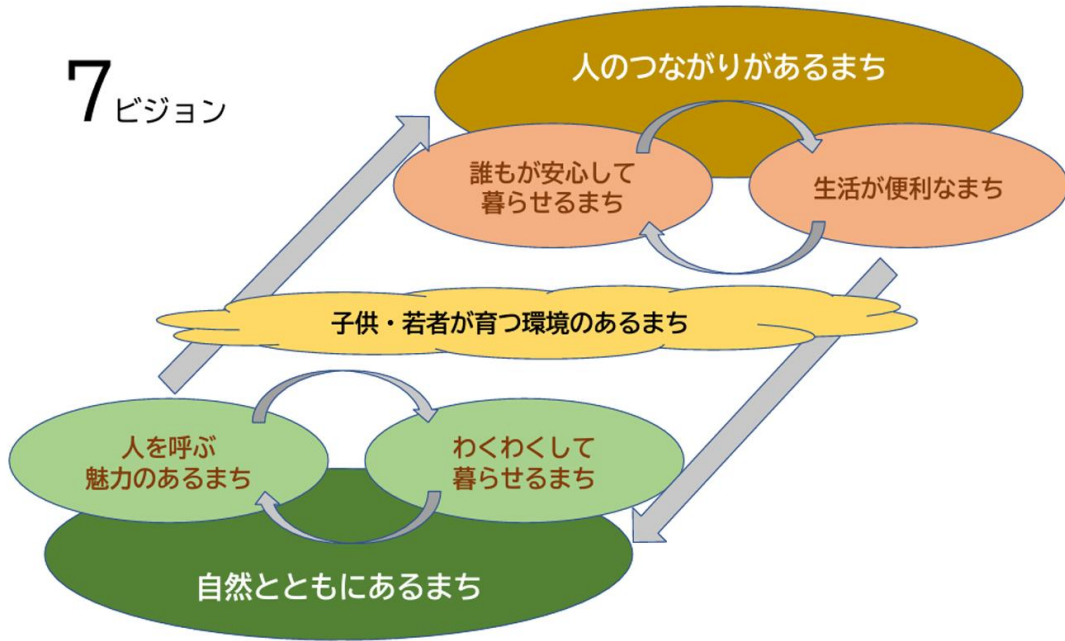 7ビジョン
人のつながりがあるまち
誰もが安心して
暮らせるまち
生活が便利なまち
子供・若者が育つ環境のあるまち
人を呼ぶ
魅力のあるまち
わくわくして
暮らせるまち
自然とともにあるまち